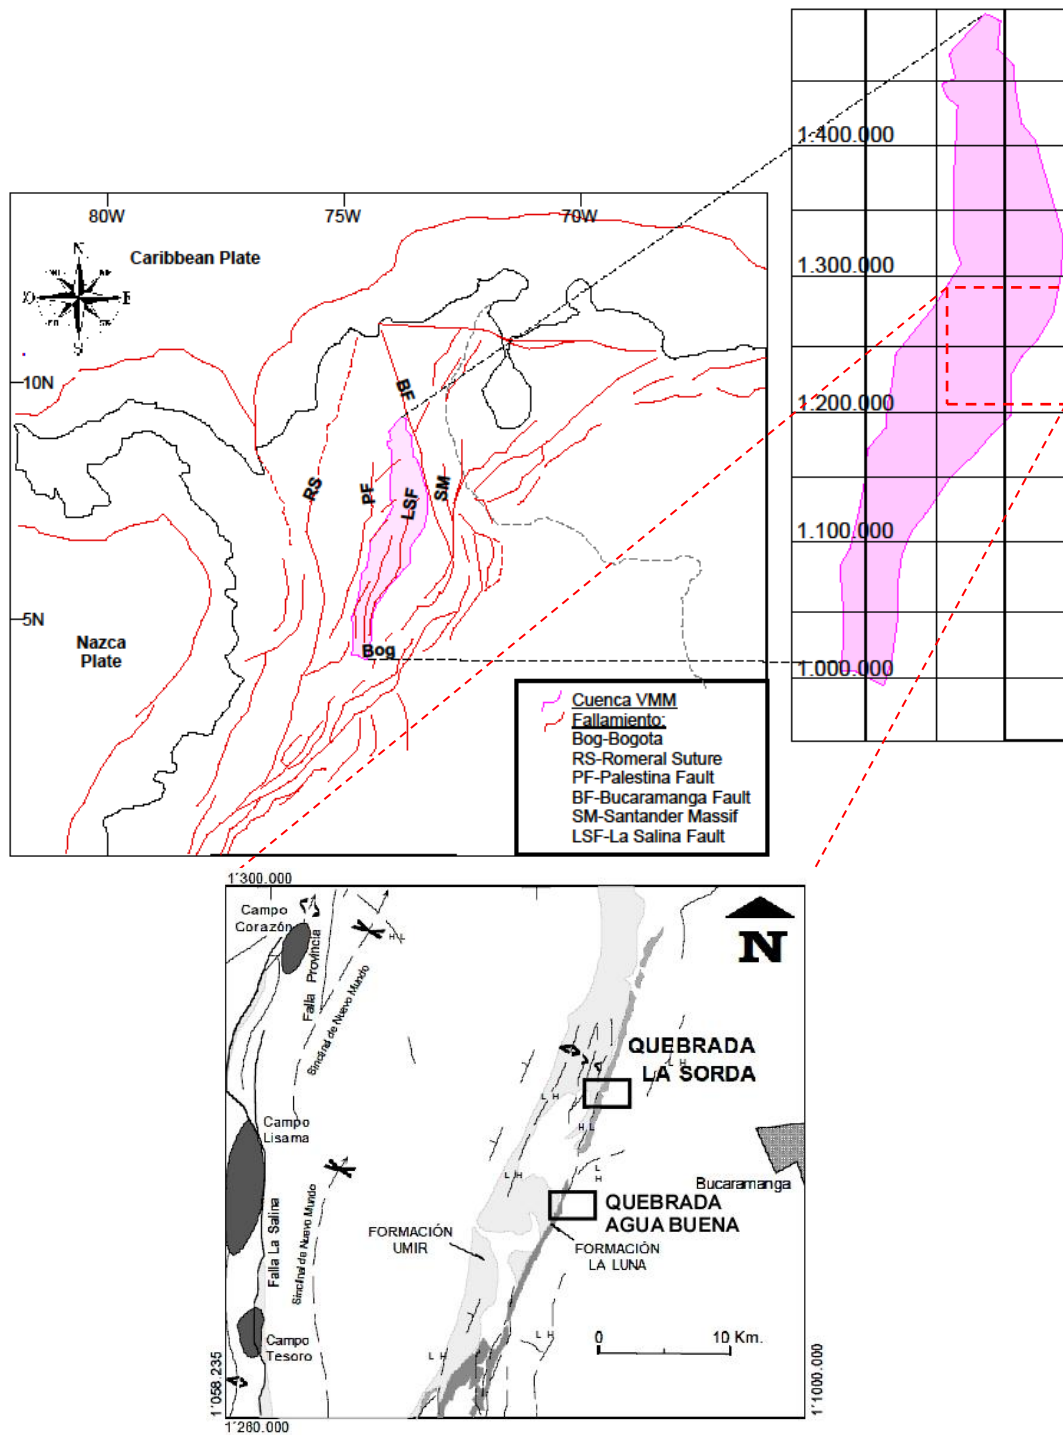 1.400.000
1.300.000
1.200.000
1.100.000
1.000.000
80W
75W
70W
Caribbean Plate
N
O
E
S
10N
BF
RS
PF
LSF
SM
5N
Nazca
Plate
Bog
Cuenca VMM
Fallamiento:
Bog-Bogota
RS-Romeral Suture
PF-Palestina Fault
BF-Bucaramanga Fault
SM-Santander Massif
LSF-La Salina Fault
1´300.000
Campo
Corazón
Falla Provincia
H L
Sinclinal de Nuevo Mundo
N
QUEBRADA
LA SORDA
L H
L H
H L
Campo
Lisama
L H
L
H
Bucaramanga
QUEBRADA
AGUA BUENA
Falla La Salina
Sinclinal de Nuevo Mundo
FORMACIÓN
UMIR
FORMACIÓN
LA LUNA
Campo
Tesoro
L H
L H
0
10 Km.
1´058.235
1´1000.000
1´260.000